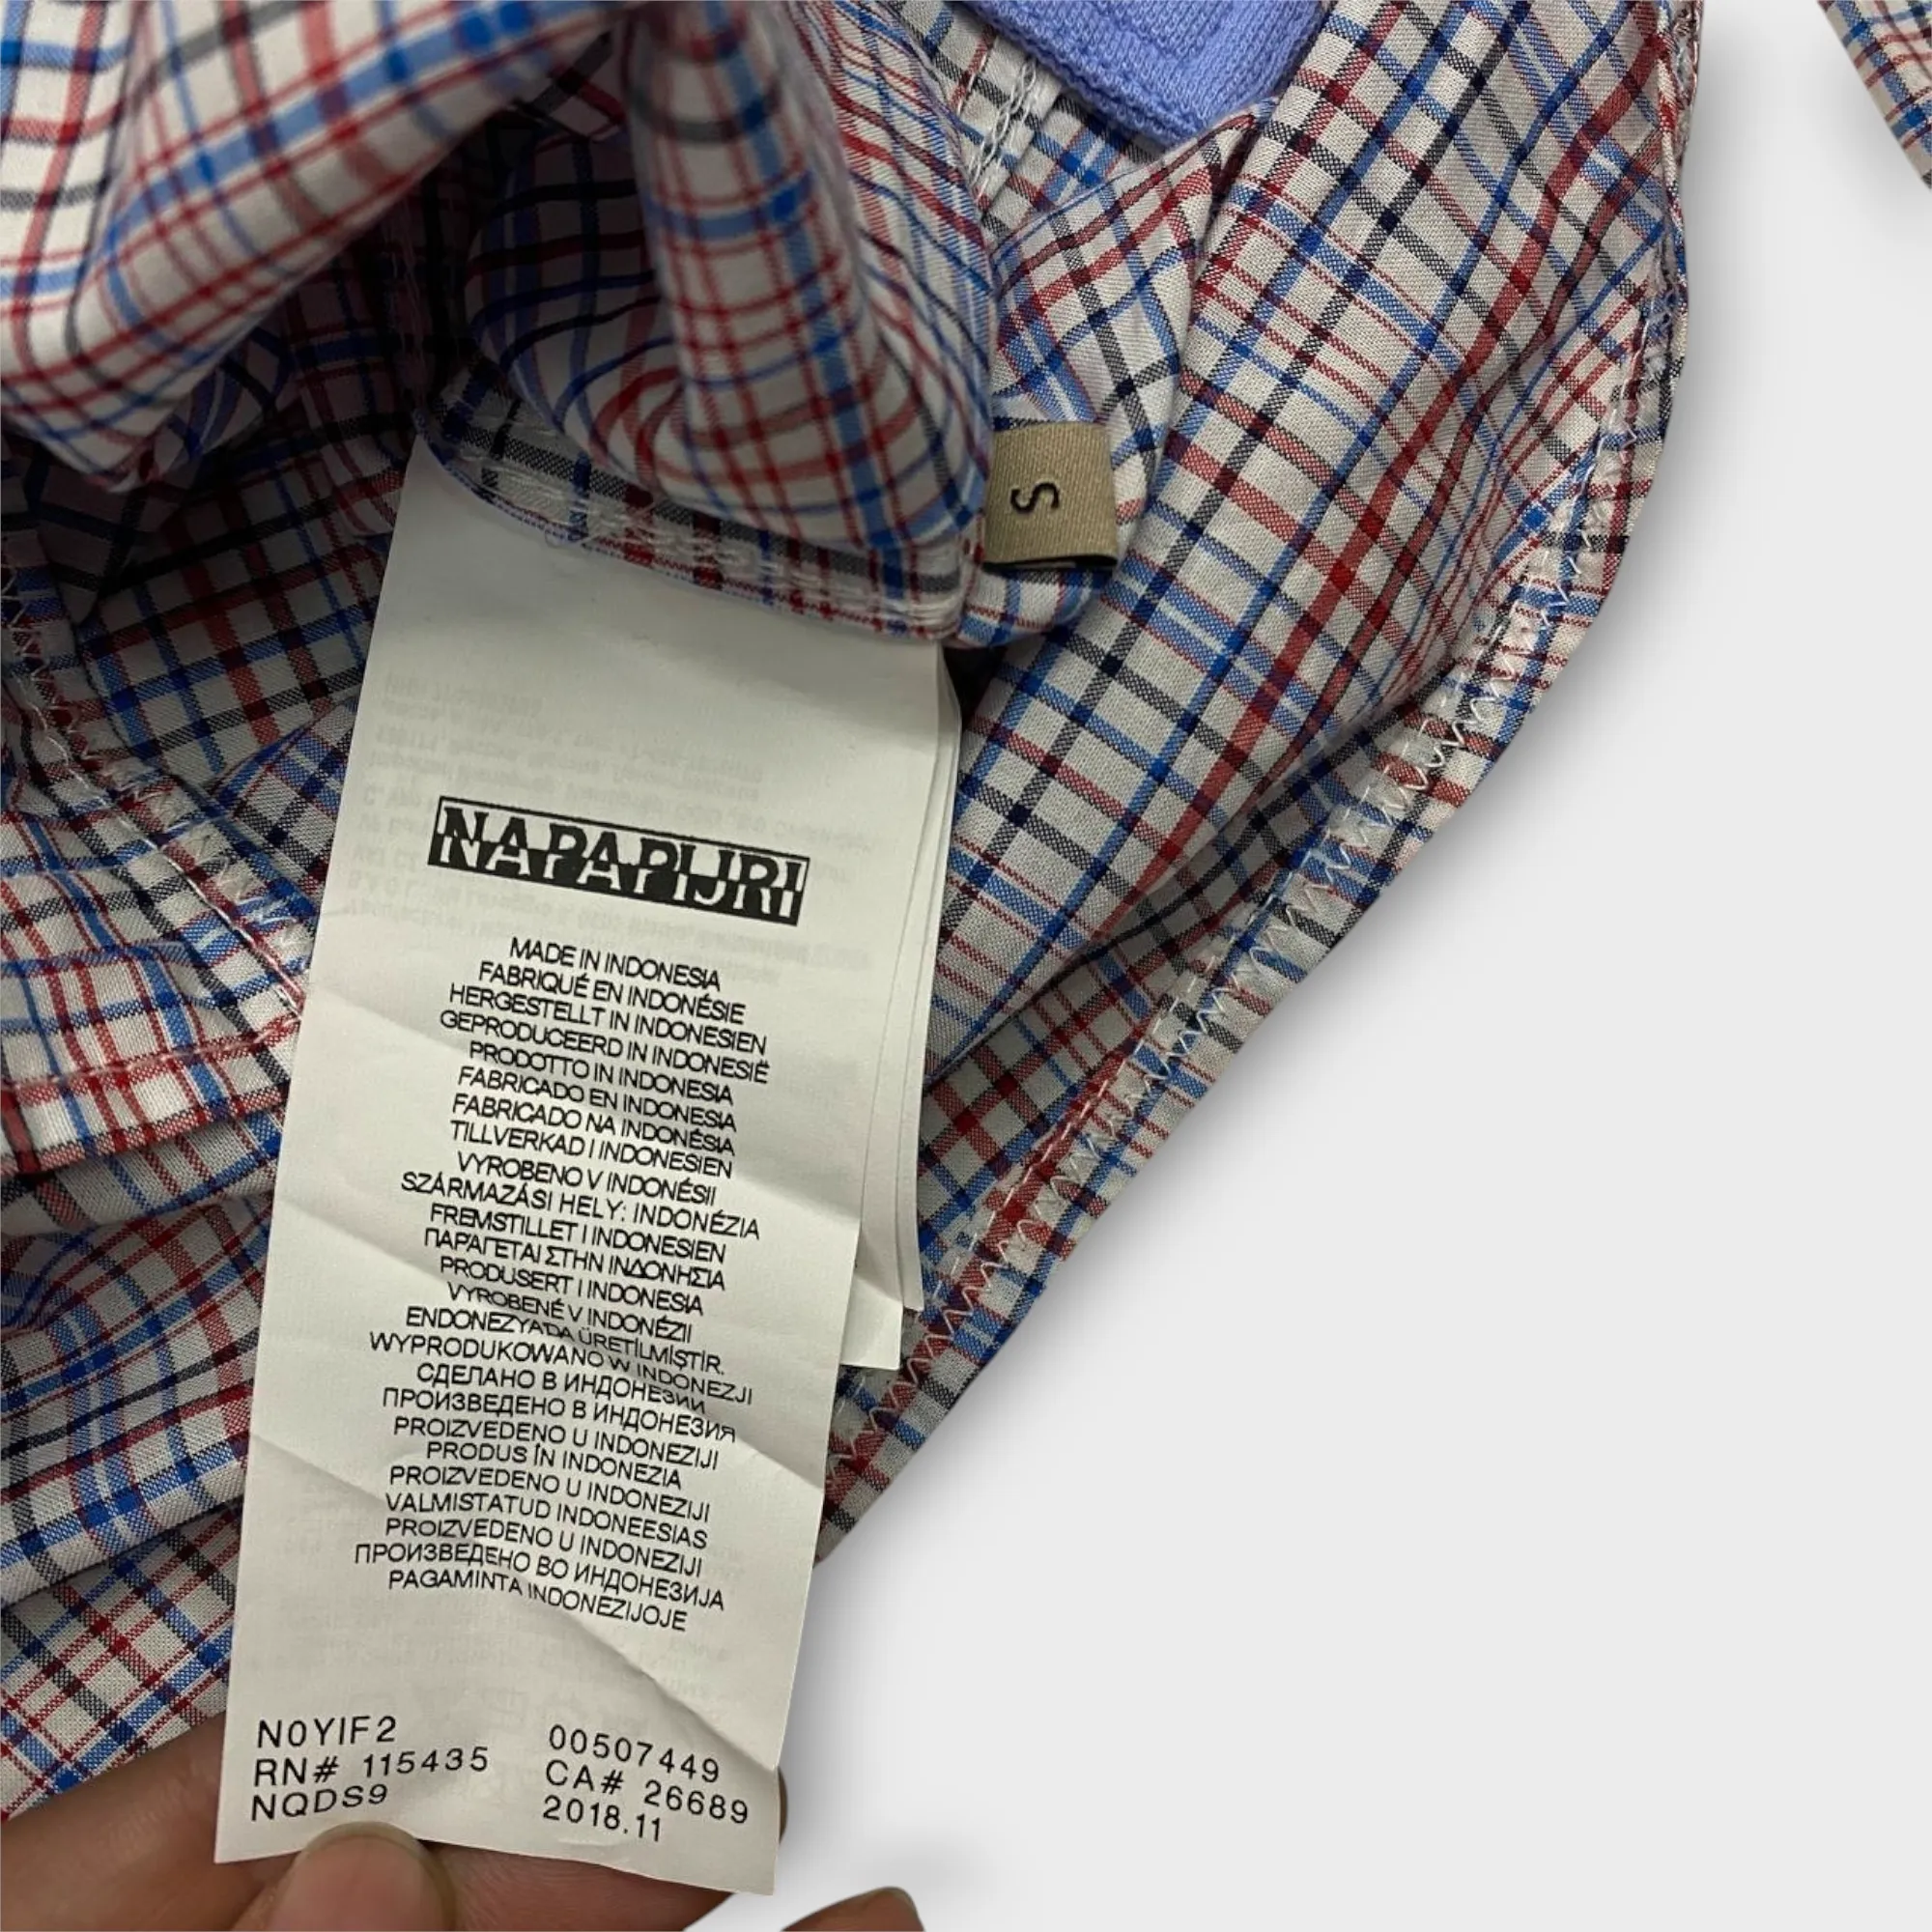 S
NAPAPIJRI
MADE IN INDONESIA
FABRIQUÉ EN INDONÉSIE
HERGESTELLT IN INDONESIEN
GEPRODUCEERD IN INDONESIË
PRODOTTO IN INDONESIA
FABRICADO EN INDONESIA
FABRICADO NA INDONÉSIA
TILLVERKAD I INDONESIEN
VYROBENO V INDONÉSII
SZÁRMAZÁSI HELY: INDONÉZIA
FREMSTILLET I INDONESIEN
ΠΑΡΑΓΕΤΑΙ ΣΤΗΝ ΙΝΔΟΝΗΣΙΑ
PRODUSERT I INDONESIA
VYROBENÉ V INDONÉZII
ENDONEZYADA ÜRETİLMİŞTİR.
WYPRODUKOWANO W INDONEZJI
СДЕЛАНО В ИНДОНЕЗИИ
ПРОИЗВЕДЕНО В ИНДОНЕЗИЯ
PROIZVEDENO U INDONEZIJI
PRODUS ÎN INDONEZIA
PROIZVEDENO U INDONEZIJI
VALMISTATUD INDONEESIAS
PROIZVEDENO U INDONEZIJI
ПРОИЗВЕДЕНО ВО ИНДОНЕЗИЈА
PAGAMINTA INDONEZIJOJE
N0YIF2 00507449
RN# 115435 CA# 26689
NQDS9 2018.11